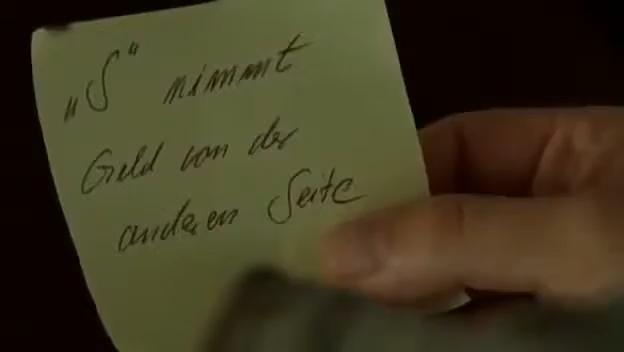 „S“ nimmt
Geld von der
anderen Seite